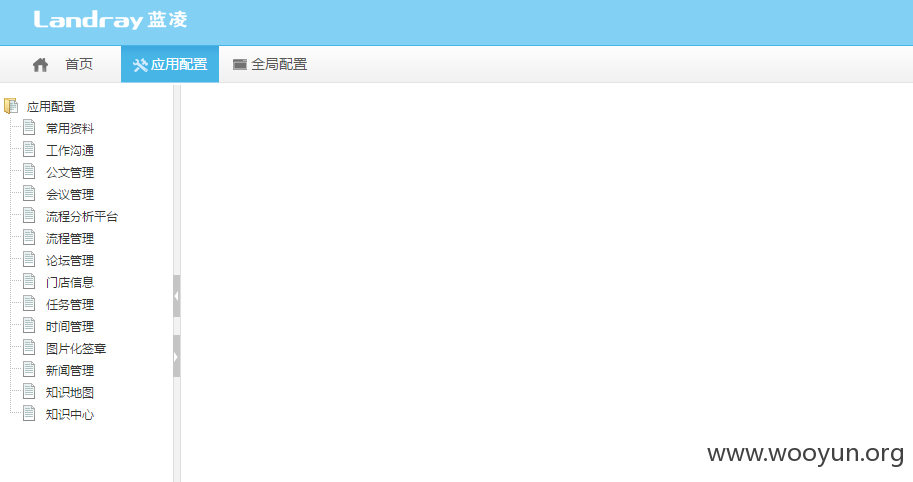 Landray 蓝凌
首页 应用配置 全局配置
应用配置
常用资料
工作沟通
公文管理
会议管理
流程分析平台
流程管理
论坛管理
门店信息
任务管理
时间管理
图片化签章
新闻管理
知识地图
知识中心
www.wooyun.org